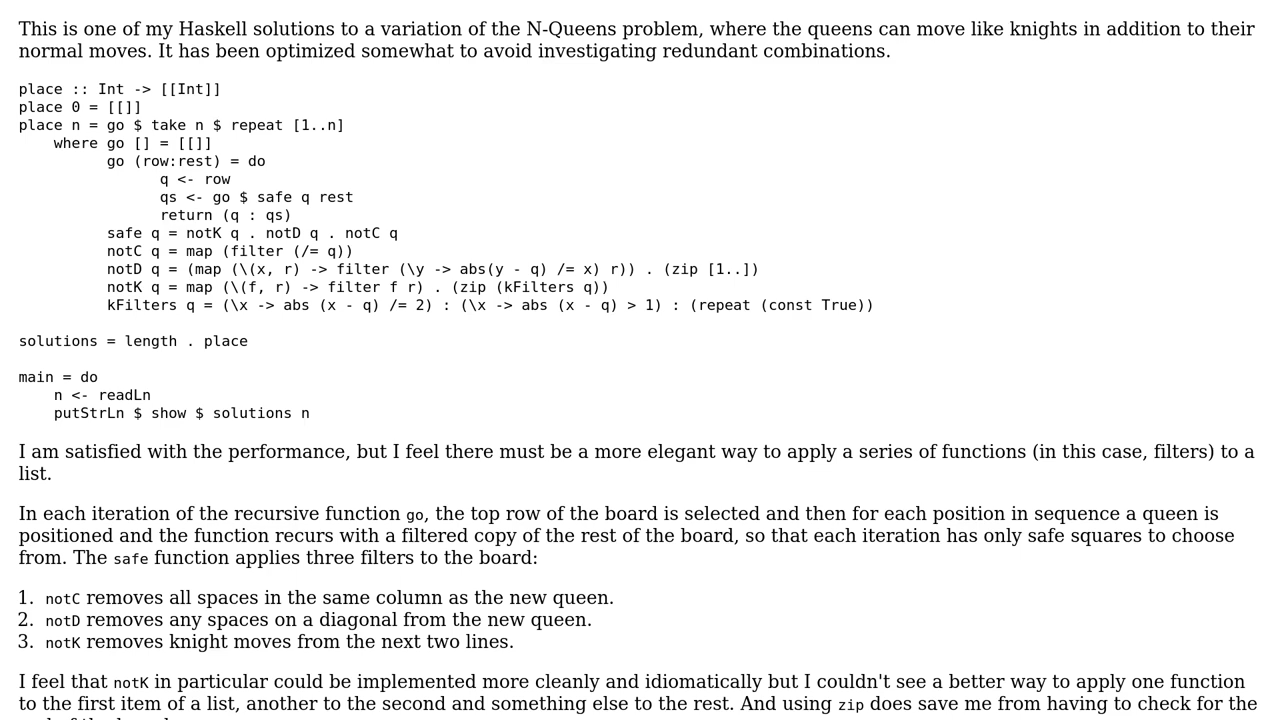 This is one of my Haskell solutions to a variation of the N-Queens problem, where the queens can move like knights in addition to their
normal moves. It has been optimized somewhat to avoid investigating redundant combinations.
place :: Int -> [[Int]]
place 0 = [[]]
place n = go $ take n $ repeat [1..n]
    where go [] = [[]]
          go (row:rest) = do
                q <- row
                qs <- go $ safe q rest
                return (q : qs)
          safe q = notK q . notD q . notC q
          notC q = map (filter (/= q))
          notD q = (map (\(x, r) -> filter (\y -> abs(y - q) /= x) r)) . (zip [1..])
          notK q = map (\(f, r) -> filter f r) . (zip (kFilters q))
          kFilters q = (\x -> abs (x - q) /= 2) : (\x -> abs (x - q) > 1) : (repeat (const True))
solutions = length . place
main = do
    n <- readLn
    putStrLn $ show $ solutions n
I am satisfied with the performance, but I feel there must be a more elegant way to apply a series of functions (in this case, filters) to a
list.
In each iteration of the recursive function go, the top row of the board is selected and then for each position in sequence a queen is
positioned and the function recurs with a filtered copy of the rest of the board, so that each iteration has only safe squares to choose
from. The safe function applies three filters to the board:
1. notC removes all spaces in the same column as the new queen.
2. notD removes any spaces on a diagonal from the new queen.
3. notK removes knight moves from the next two lines.
I feel that notK in particular could be implemented more cleanly and idiomatically but I couldn't see a better way to apply one function
to the first item of a list, another to the second and something else to the rest. And using zip does save me from having to check for the